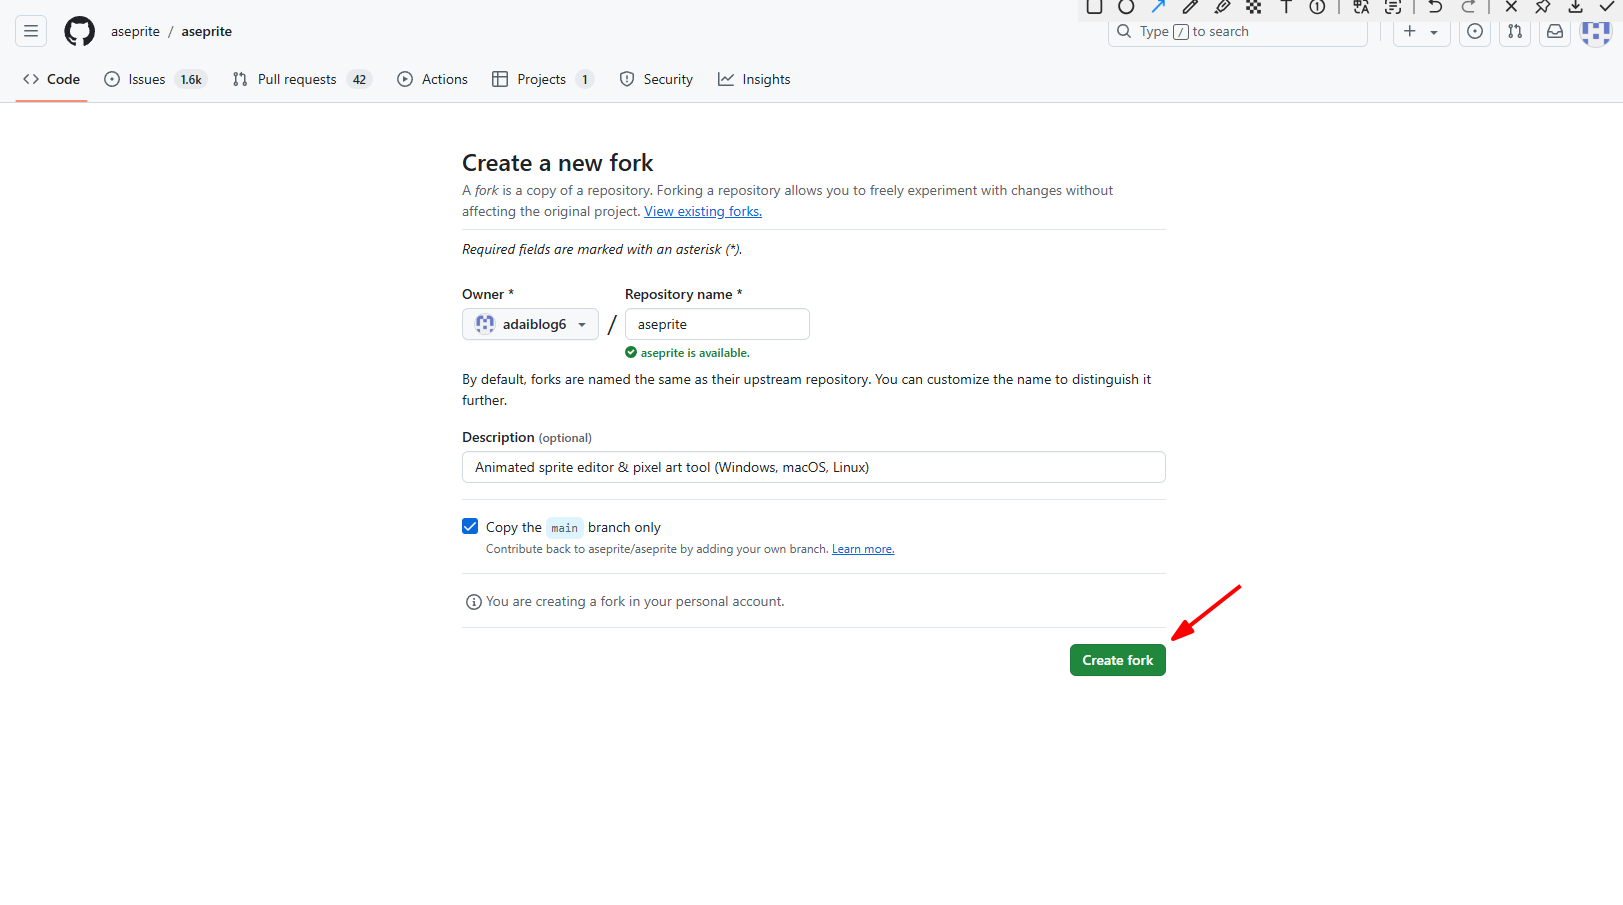 aseprite / aseprite
Type / to search
Code
Issues 1.6k
Pull requests 42
Actions
Projects 1
Security
Insights
Create a new fork
A fork is a copy of a repository. Forking a repository allows you to freely experiment with changes without
affecting the original project. View existing forks.
Required fields are marked with an asterisk (*).
Owner *
Repository name *
adaiblog6
/
aseprite
aseprite is available.
By default, forks are named the same as their upstream repository. You can customize the name to distinguish it
further.
Description (optional)
Animated sprite editor & pixel art tool (Windows, macOS, Linux)
Copy the main branch only
Contribute back to aseprite/aseprite by adding your own branch. Learn more.
You are creating a fork in your personal account.
Create fork